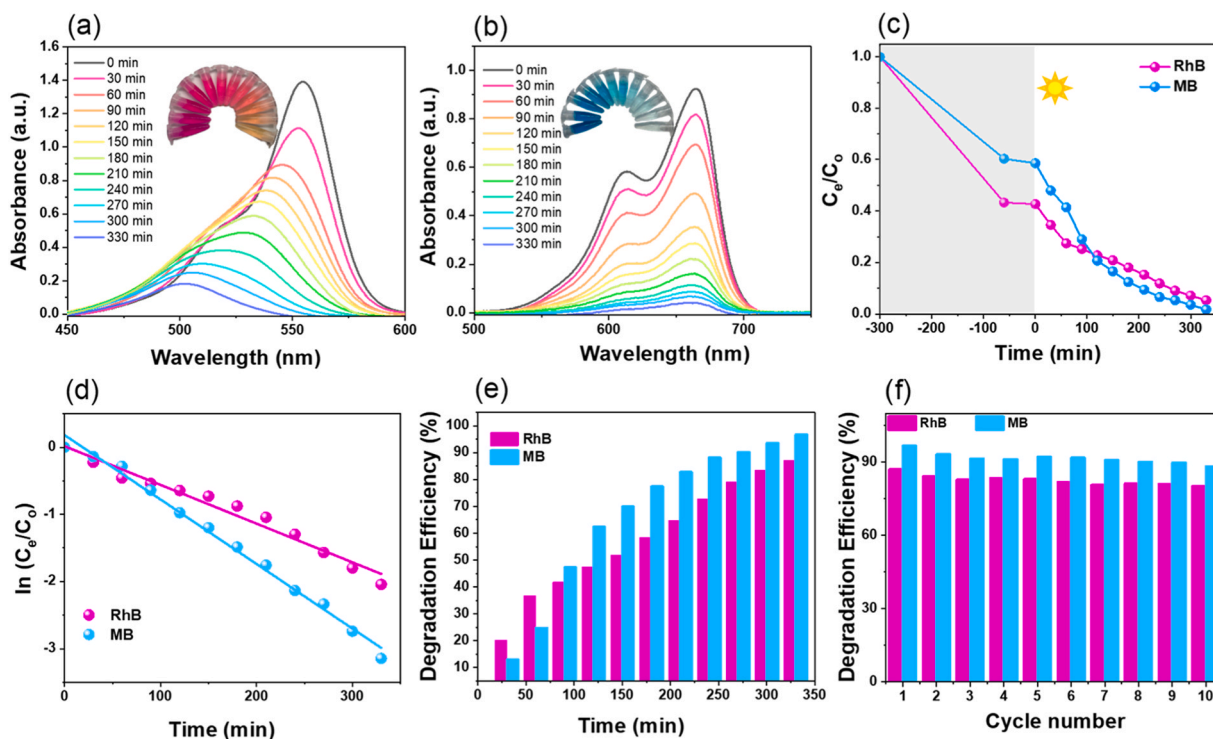 (a)
Absorbance (a.u.)
1.6
1.4
1.2
1.0
0.8
0.6
0.4
0.2
0.0
0 min
30 min
60 min
90 min
120 min
150 min
180 min
210 min
240 min
270 min
300 min
330 min
450
500
550
600
Wavelength (nm)
(b)
Absorbance (a.u.)
1.0
0.8
0.6
0.4
0.2
0.0
0 min
30 min
60 min
90 min
120 min
150 min
180 min
210 min
240 min
270 min
300 min
330 min
500
600
700
Wavelength (nm)
(c)
Ce/Co
1.0
0.8
0.6
0.4
0.2
0.0
RhB
MB
-300
-200
-100
0
100
200
300
Time (min)
(d)
ln (Ce/Co)
0
-1
-2
-3
RhB
MB
0
100
200
300
Time (min)
(e)
Degradation Efficiency (%)
100
90
80
70
60
50
40
30
20
10
RhB
MB
0
50
100
150
200
250
300
350
Time (min)
(f)
Degradation Efficiency (%)
90
60
30
0
RhB
MB
1
2
3
4
5
6
7
8
9
10
Cycle number